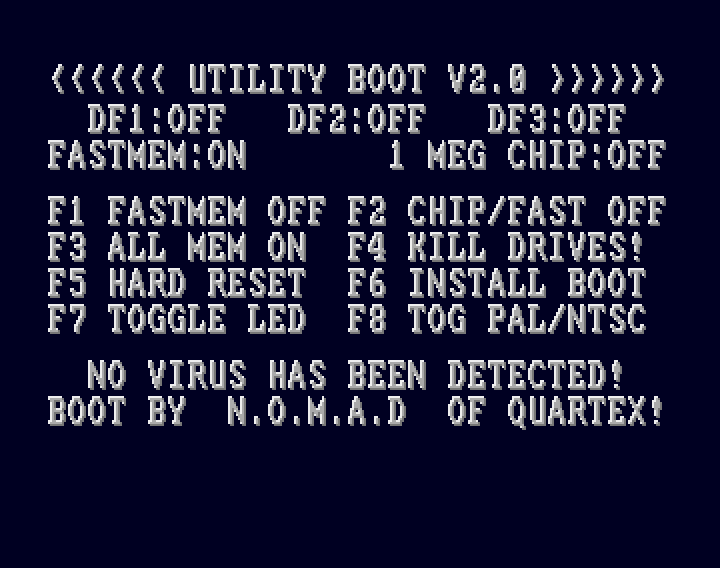 <<<<<< UTILITY BOOT V2.0 >>>>>>
DF1:OFF DF2:OFF DF3:OFF
FASTMEM:ON 1 MEG CHIP:OFF
F1 FASTMEM OFF F2 CHIP/FAST OFF
F3 ALL MEM ON F4 KILL DRIVES!
F5 HARD RESET F6 INSTALL BOOT
F7 TOGGLE LED F8 TOG PAL/NTSC
NO VIRUS HAS BEEN DETECTED!
BOOT BY N.O.M.A.D OF QUARTEX!